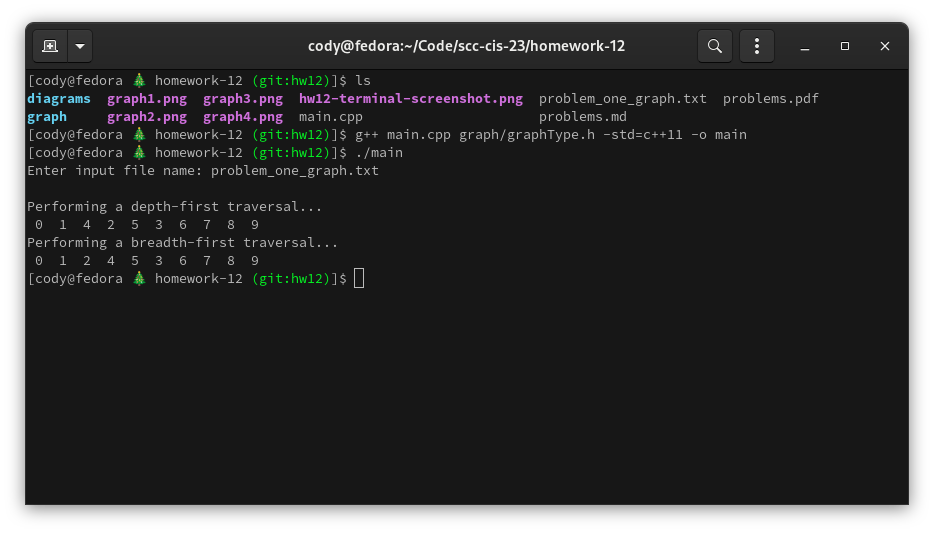 cody@fedora:~/Code/scc-cis-23/homework-12
[cody@fedora 🎄 homework-12 (git:hw12)]$ ls
diagrams  graph1.png  graph3.png  hw12-terminal-screenshot.png  problem_one_graph.txt  problems.pdf
graph     graph2.png  graph4.png  main.cpp                      problems.md
[cody@fedora 🎄 homework-12 (git:hw12)]$ g++ main.cpp graph/graphType.h -std=c++11 -o main
[cody@fedora 🎄 homework-12 (git:hw12)]$ ./main
Enter input file name: problem_one_graph.txt
Performing a depth-first traversal...
 0  1  4  2  5  3  6  7  8  9
Performing a breadth-first traversal...
 0  1  2  4  5  3  6  7  8  9
[cody@fedora 🎄 homework-12 (git:hw12)]$